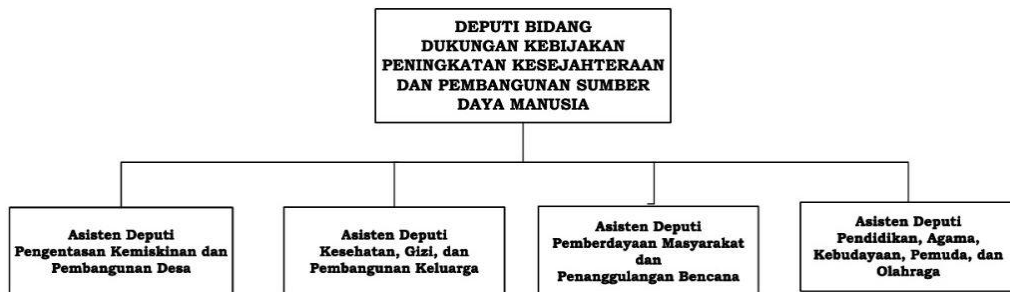 DEPUTI BIDANG
DUKUNGAN KEBIJAKAN
PENINGKATAN KESEJAHTERAAN
DAN PEMBANGUNAN SUMBER
DAYA MANUSIA
Asisten Deputi
Pengentasan Kemiskinan dan
Pembangunan Desa
Asisten Deputi
Kesehatan, Gizi, dan
Pembangunan Keluarga
Asisten Deputi
Pemberdayaan Masyarakat
dan
Penanggulangan Bencana
Asisten Deputi
Pendidikan, Agama,
Kebudayaan, Pemuda, dan
Olahraga